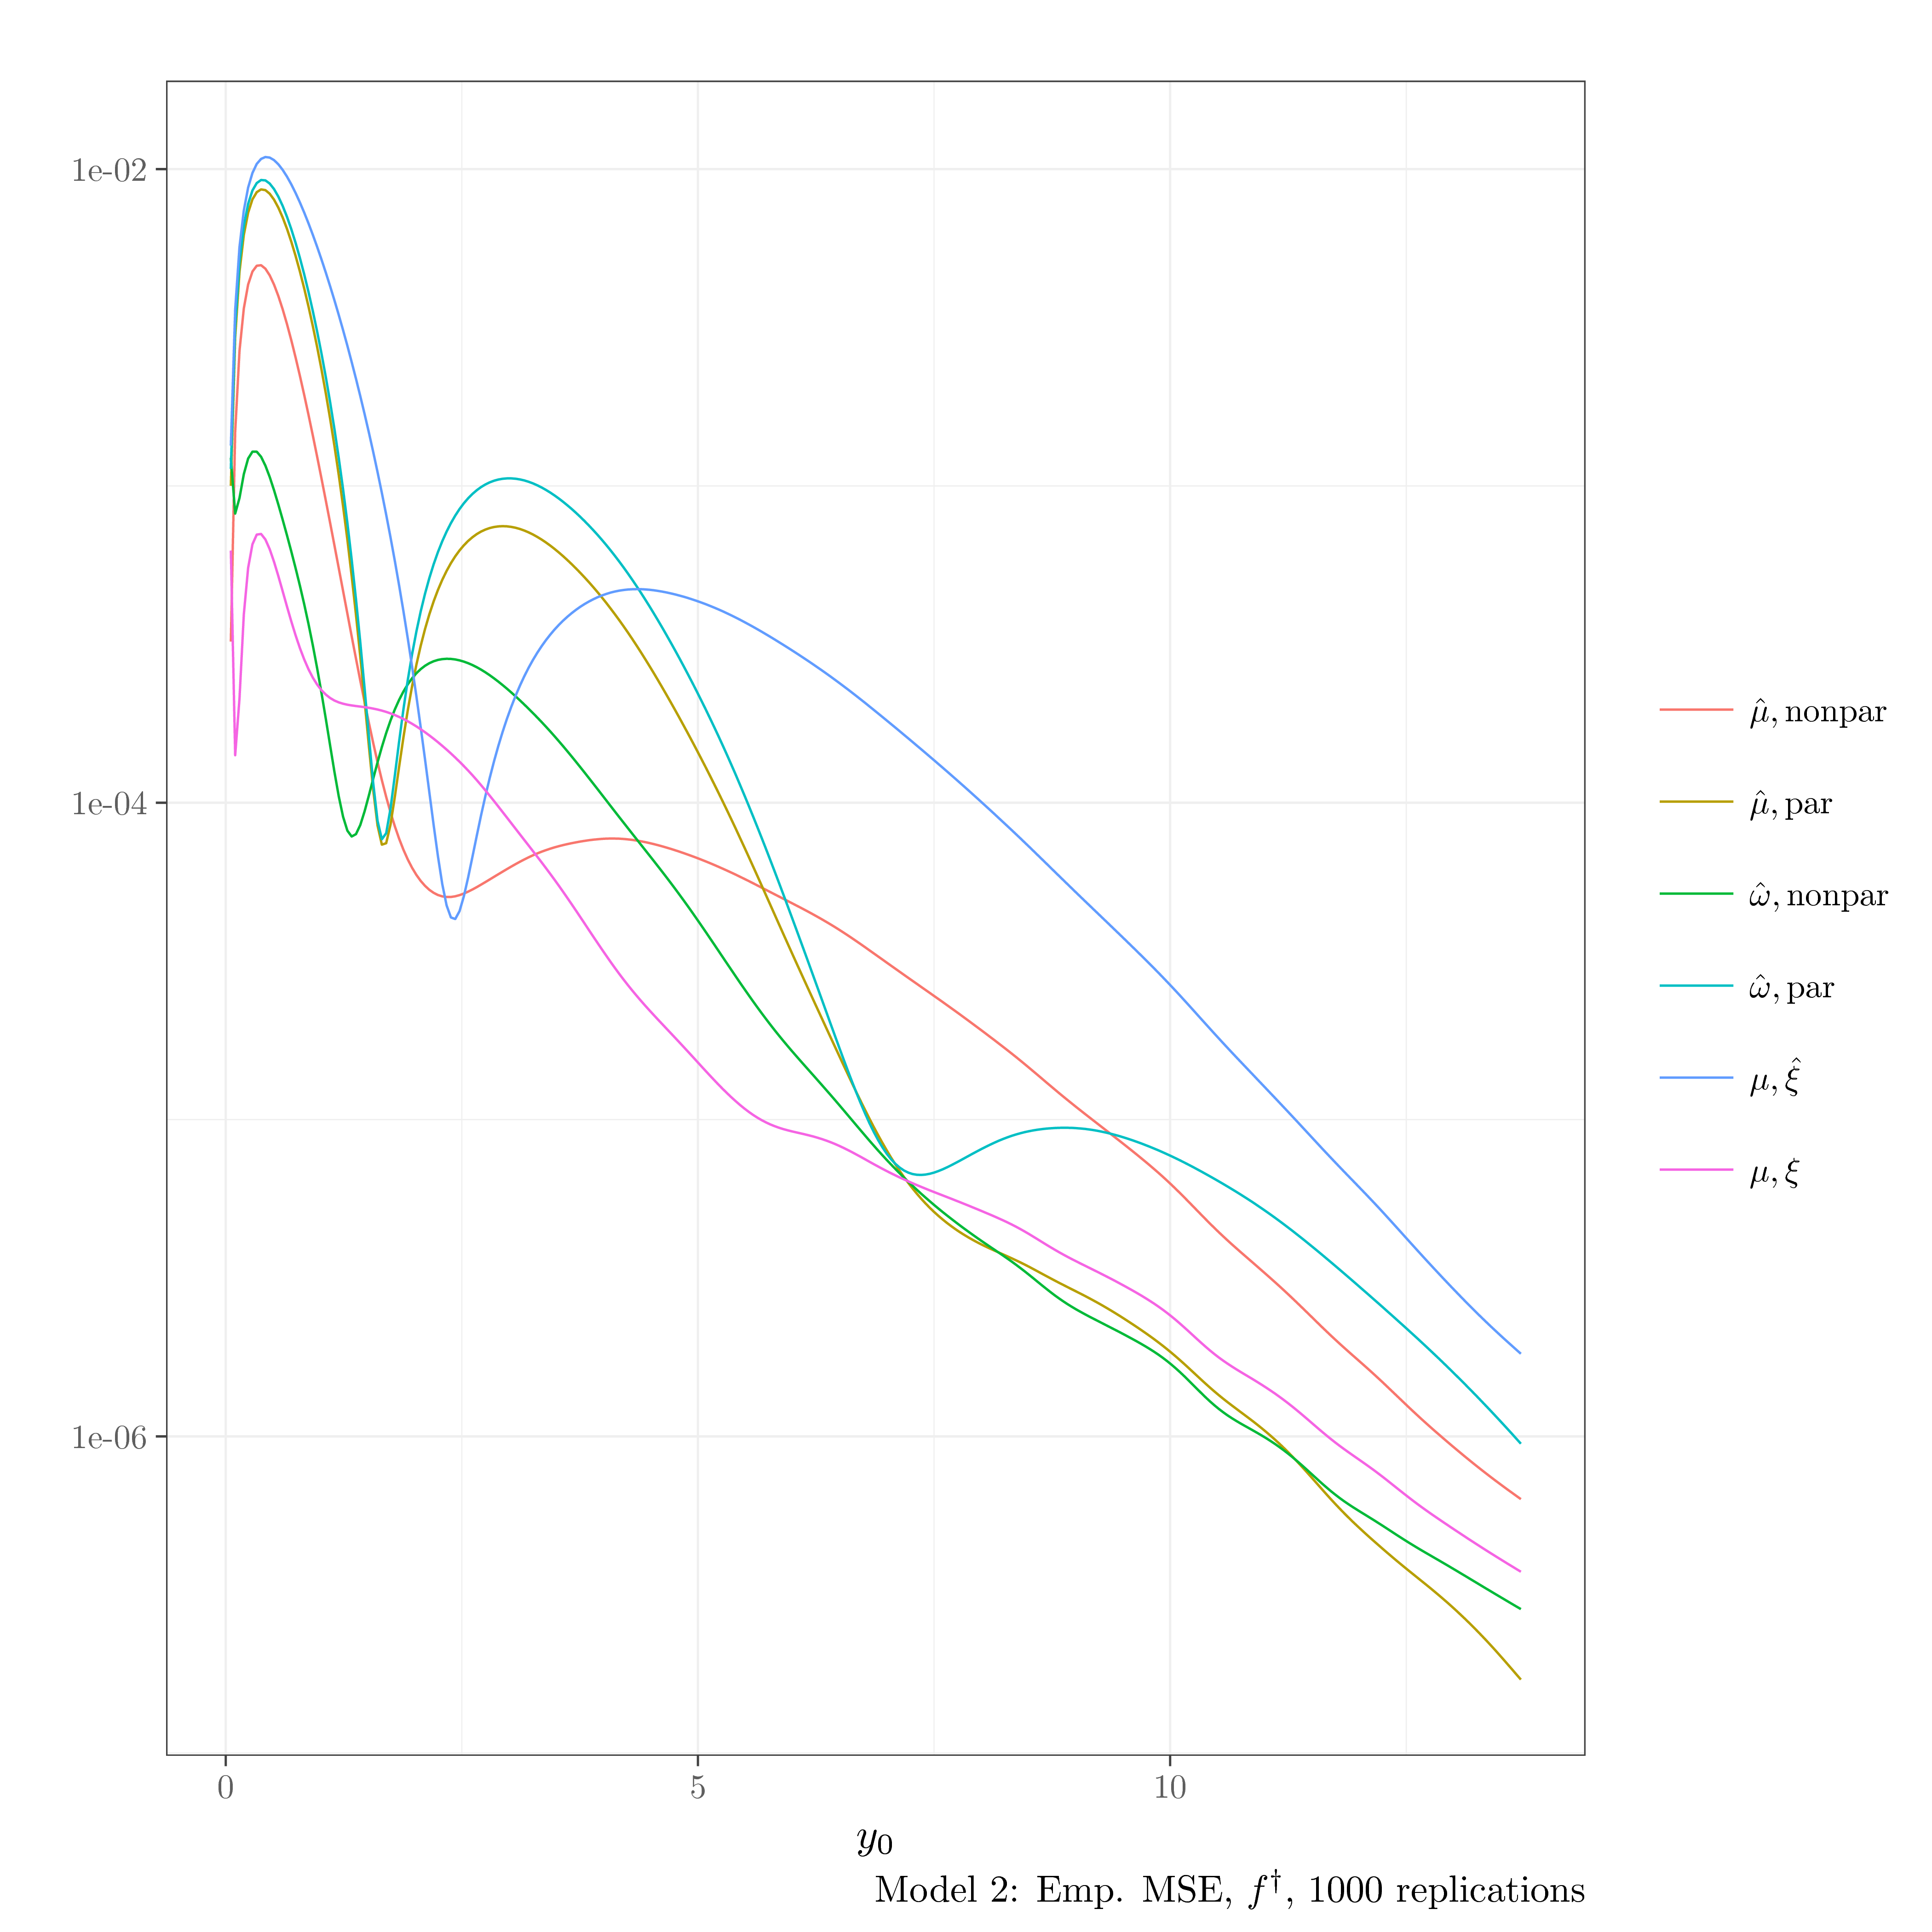 1e-02
1e-04
1e-06
0 5 10
y₀
Model 2: Emp. MSE, f†, 1000 replications
μ̂, nonpar
μ̂, par
ω̂, nonpar
ω̂, par
μ, ξ̂
μ, ξ